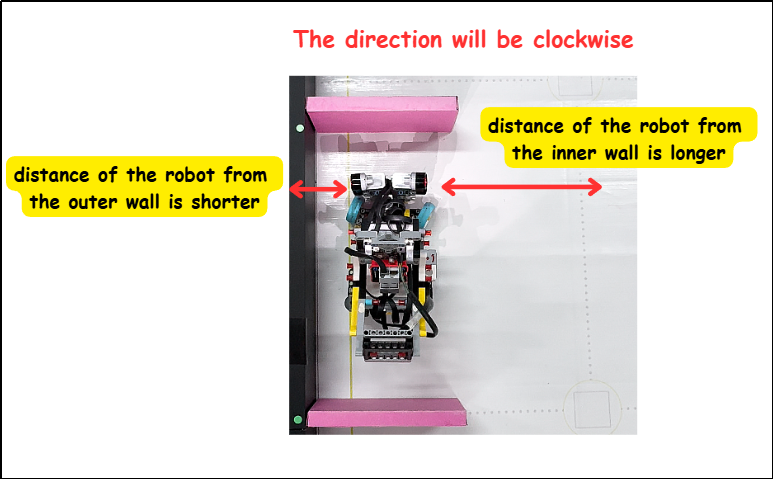 The direction will be clockwise
distance of the robot from
the inner wall is longer
distance of the robot from
the outer wall is shorter